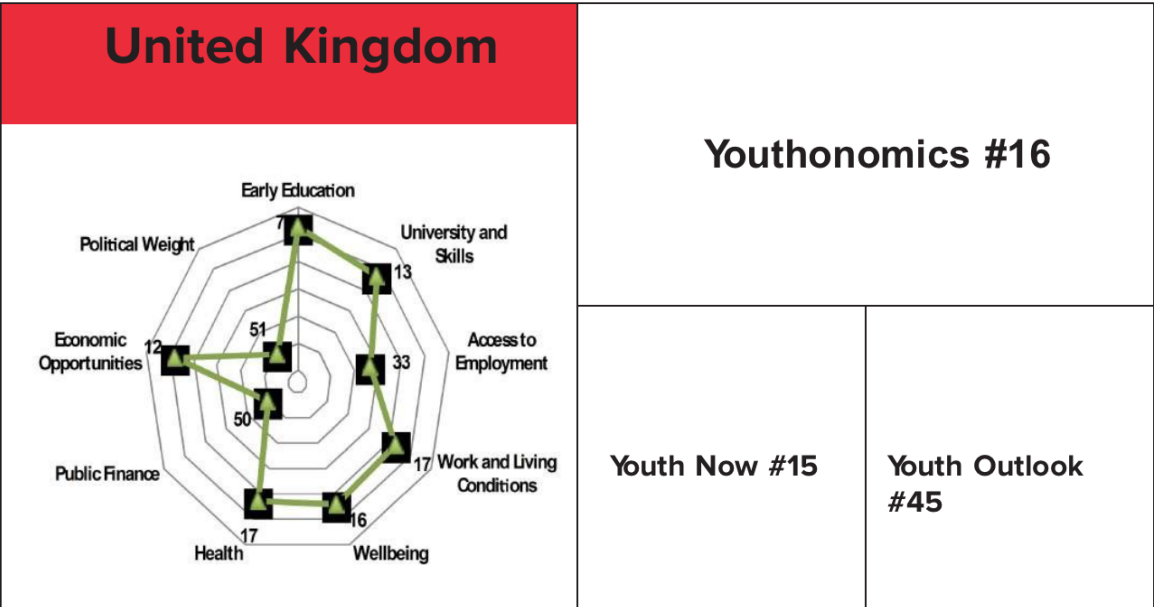 United Kingdom
Youthonomics #16
Early Education
7
Political Weight
University and
Skills
13
51
Economic
Opportunities
12
Access to
Employment
33
50
Public Finance
17
Work and Living
Conditions
16
17
Health
Wellbeing
Youth Now #15
Youth Outlook
#45